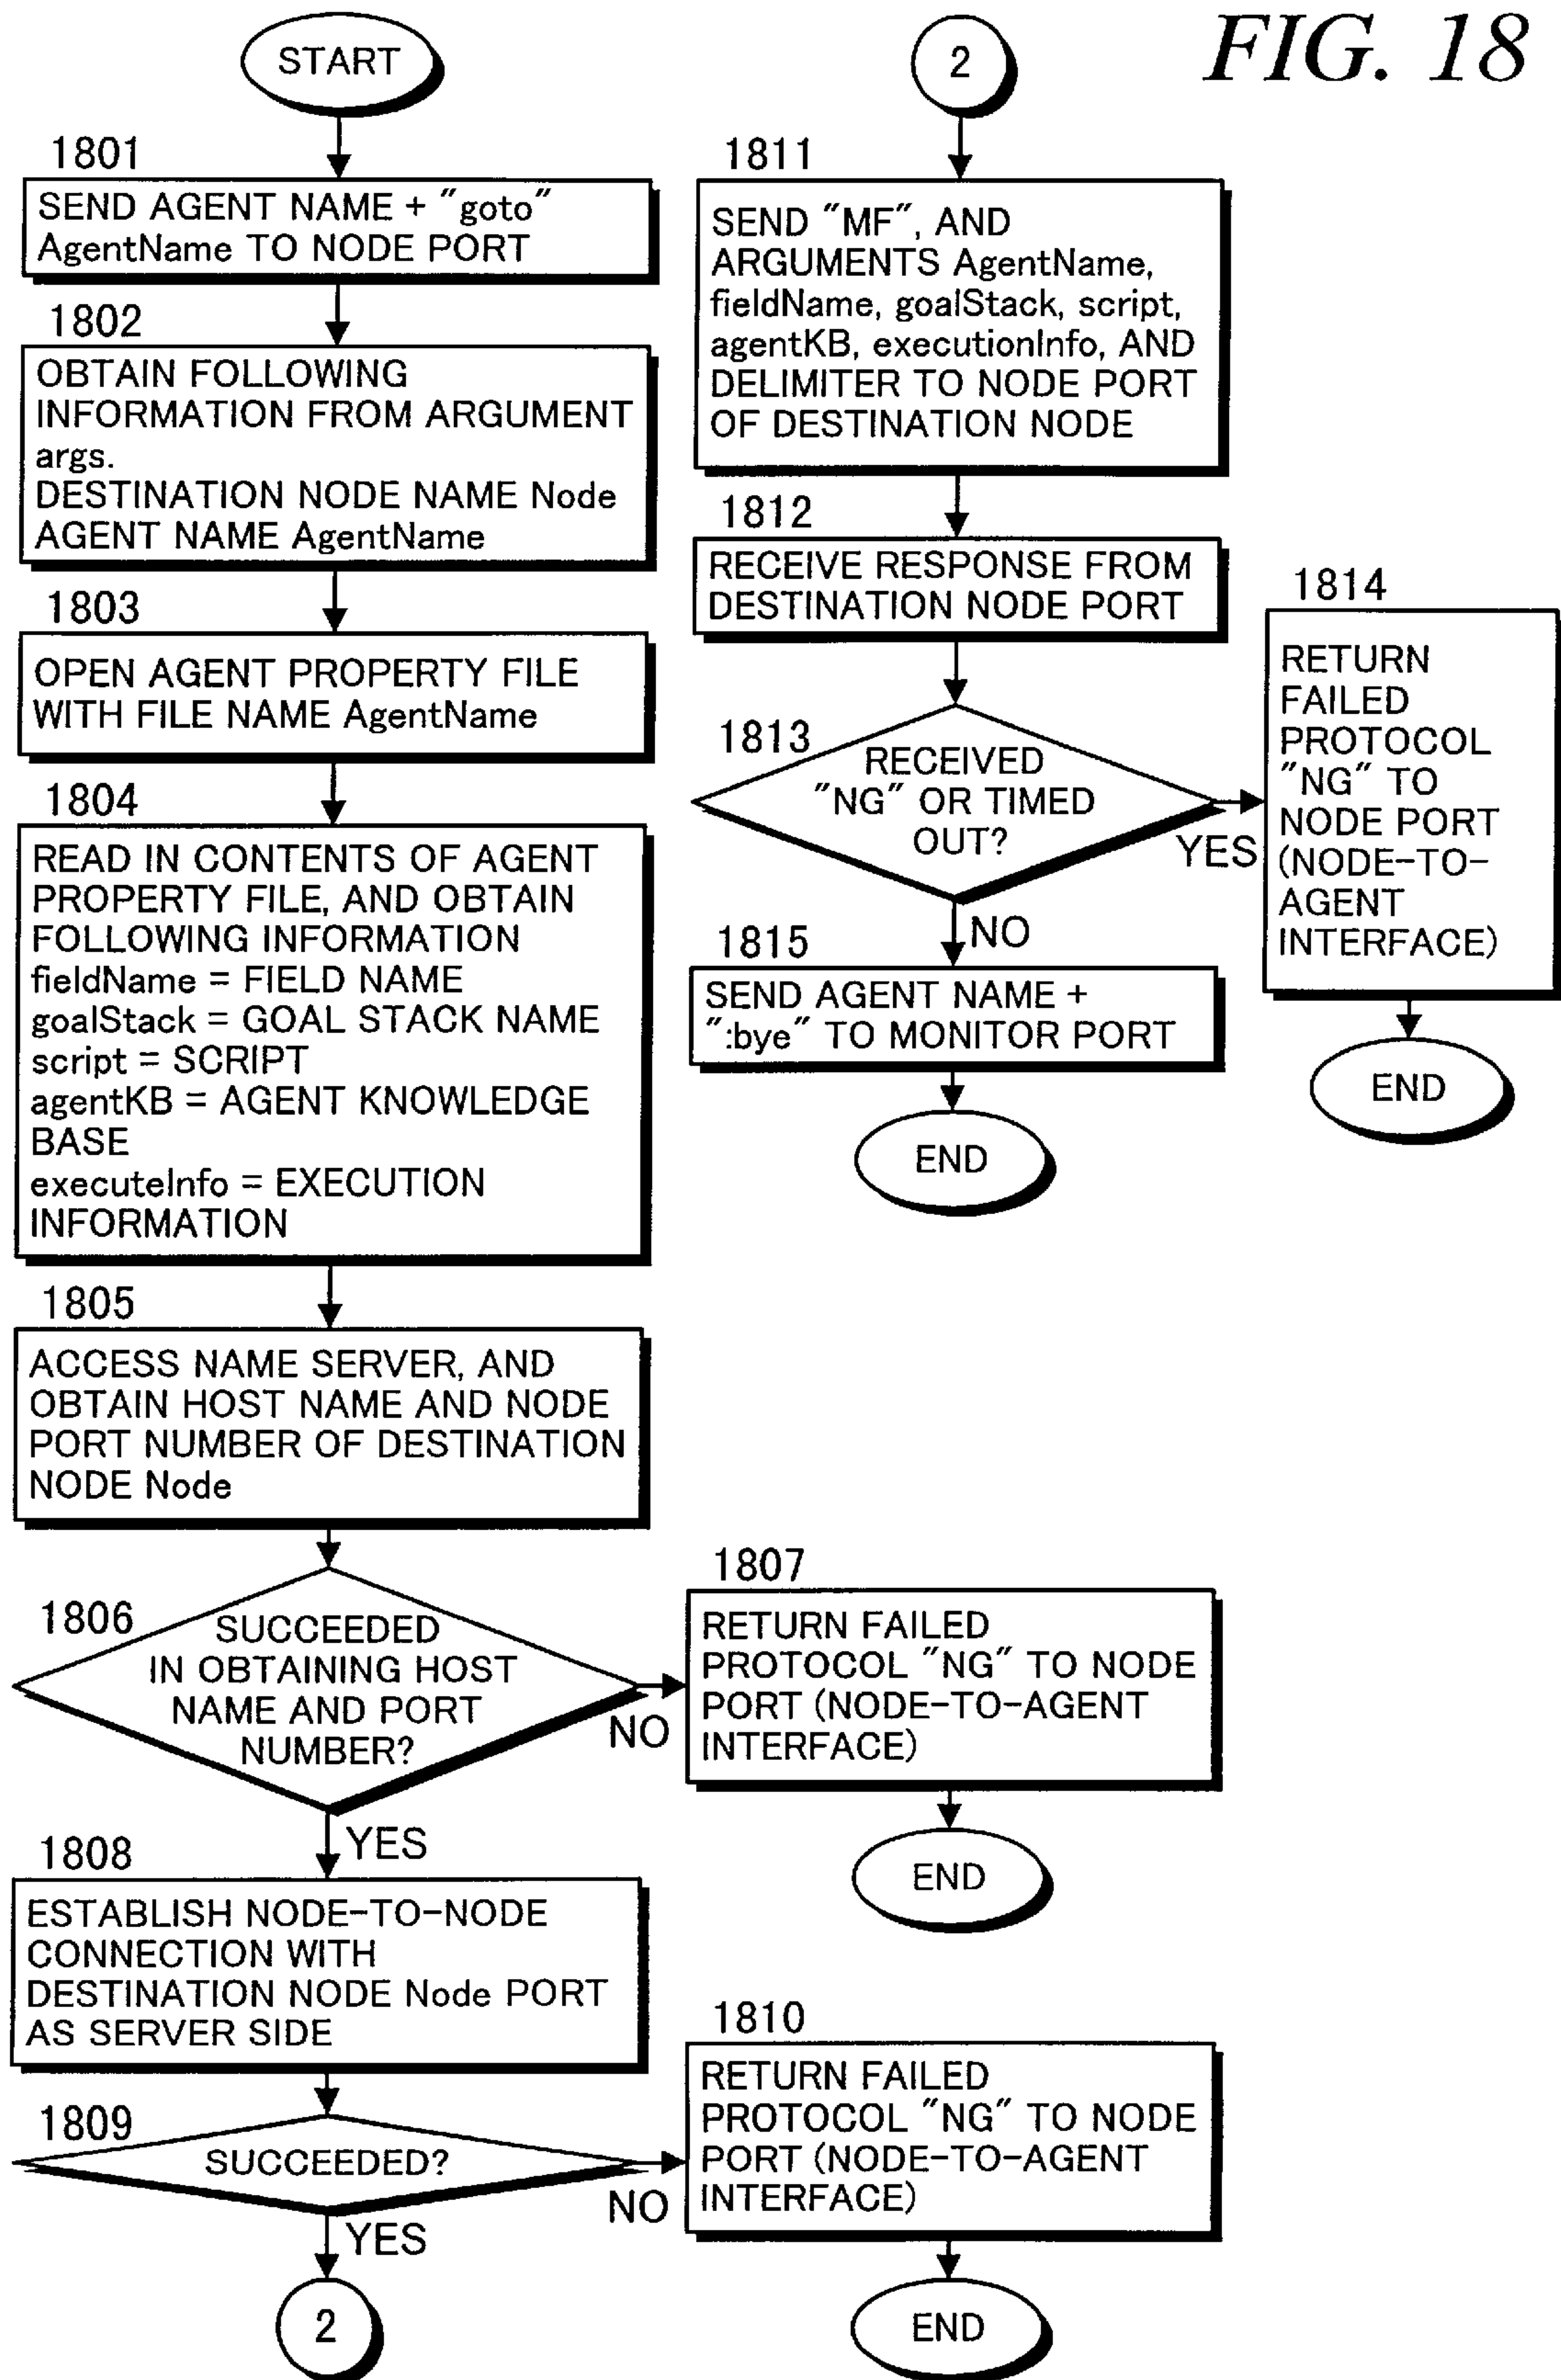 FIG. 18
START
1801
SEND AGENT NAME + "goto"
AgentName TO NODE PORT
1802
OBTAIN FOLLOWING
INFORMATION FROM ARGUMENT
args.
DESTINATION NODE NAME Node
AGENT NAME AgentName
1803
OPEN AGENT PROPERTY FILE
WITH FILE NAME AgentName
1804
READ IN CONTENTS OF AGENT
PROPERTY FILE, AND OBTAIN
FOLLOWING INFORMATION
fieldName = FIELD NAME
goalStack = GOAL STACK NAME
script = SCRIPT
agentKB = AGENT KNOWLEDGE
BASE
executeInfo = EXECUTION
INFORMATION
1805
ACCESS NAME SERVER, AND
OBTAIN HOST NAME AND NODE
PORT NUMBER OF DESTINATION
NODE Node
1806
SUCCEEDED
IN OBTAINING HOST
NAME AND PORT
NUMBER?
NO
YES
1807
RETURN FAILED
PROTOCOL "NG" TO NODE
PORT (NODE-TO-AGENT
INTERFACE)
END
1808
ESTABLISH NODE-TO-NODE
CONNECTION WITH
DESTINATION NODE Node PORT
AS SERVER SIDE
1809
SUCCEEDED?
NO
YES
2
1810
RETURN FAILED
PROTOCOL "NG" TO NODE
PORT (NODE-TO-AGENT
INTERFACE)
END
2
1811
SEND "MF", AND
ARGUMENTS AgentName,
fieldName, goalStack, script,
agentKB, executionInfo, AND
DELIMITER TO NODE PORT
OF DESTINATION NODE
1812
RECEIVE RESPONSE FROM
DESTINATION NODE PORT
1813
RECEIVED
"NG" OR TIMED
OUT?
YES
NO
1814
RETURN
FAILED
PROTOCOL
"NG" TO
NODE PORT
(NODE-TO-
AGENT
INTERFACE)
END
1815
SEND AGENT NAME +
":bye" TO MONITOR PORT
END